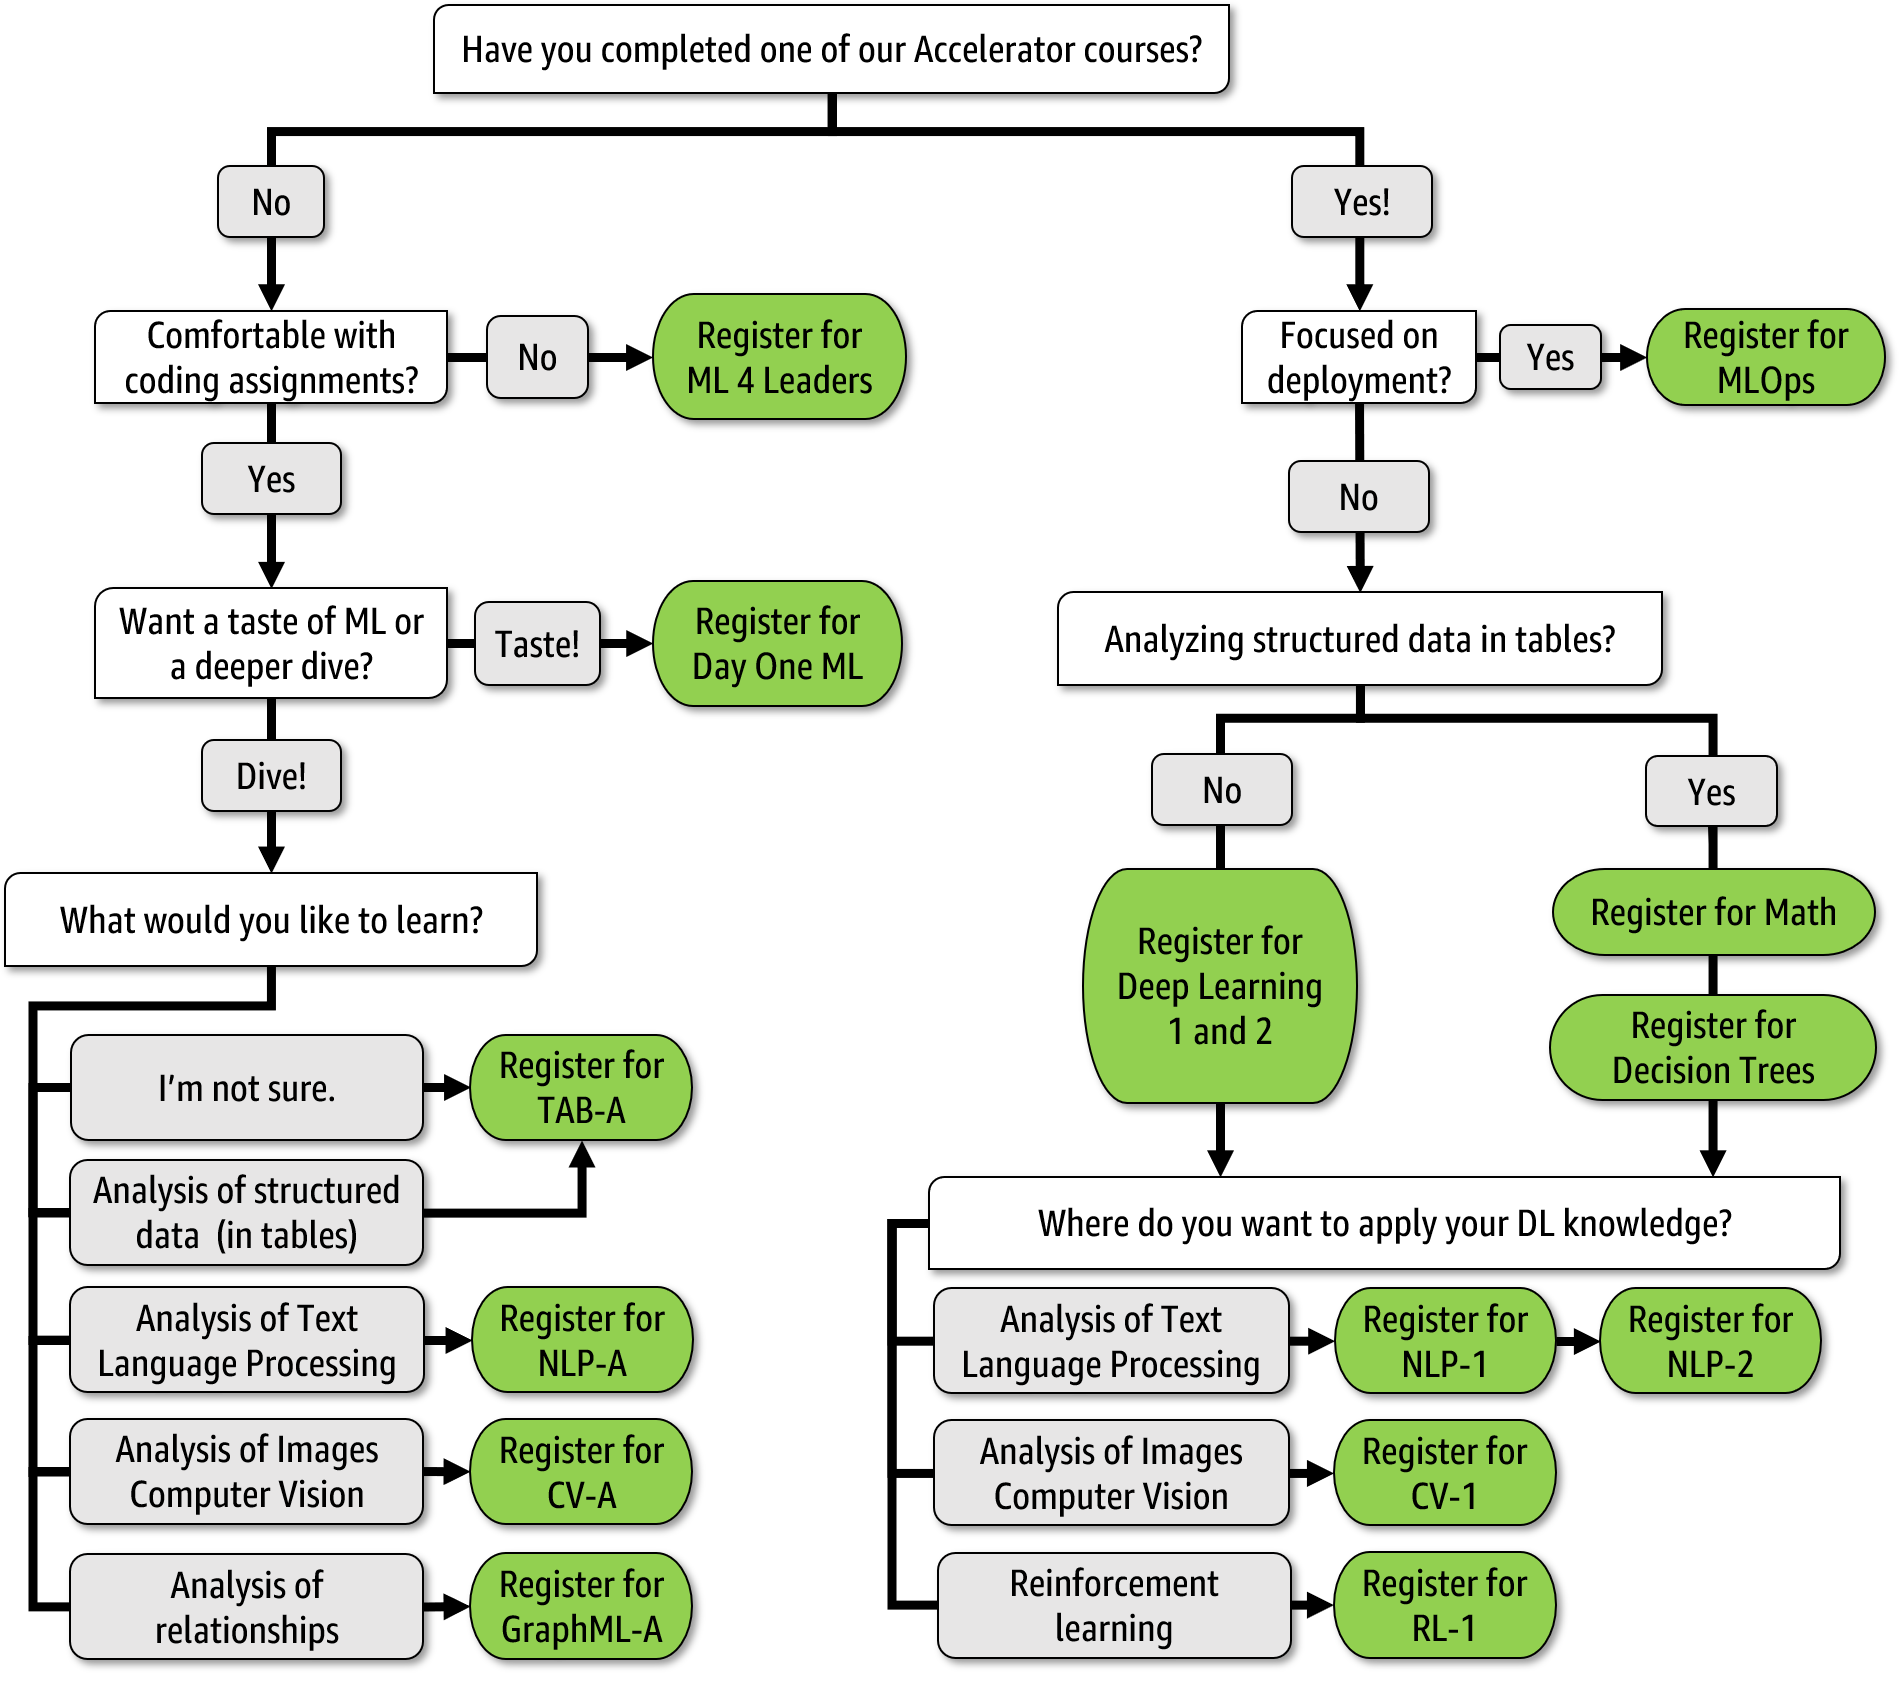 Have you completed one of our Accelerator courses?
No
Yes!
Comfortable with
coding assignments?
No
Register for
ML 4 Leaders
Focused on
deployment?
Yes
Register for
MLOps
Yes
No
Want a taste of ML or
a deeper dive?
Taste!
Register for
Day One ML
Analyzing structured data in tables?
Dive!
No
Yes
What would you like to learn?
Register for
Deep Learning
1 and 2
Register for Math
Register for
Decision Trees
I'm not sure.
Register for
TAB-A
Analysis of structured
data (in tables)
Where do you want to apply your DL knowledge?
Analysis of Text
Language Processing
Register for
NLP-A
Analysis of Text
Language Processing
Register for
NLP-1
Register for
NLP-2
Analysis of Images
Computer Vision
Register for
CV-A
Analysis of Images
Computer Vision
Register for
CV-1
Analysis of
relationships
Register for
GraphML-A
Reinforcement
learning
Register for
RL-1